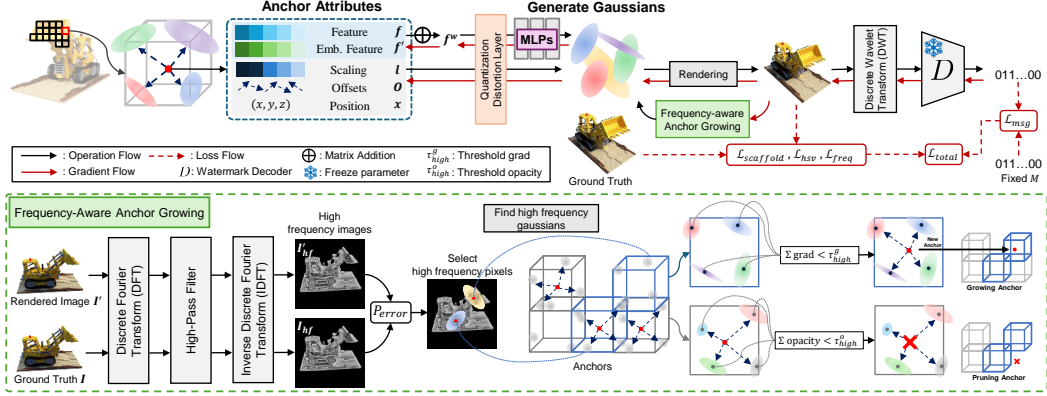 Anchor Attributes
Feature f
Emb. Feature f′
Scaling l
Offsets O
(x, y, z) Position x
f^w
Quantization
Distortion Layer
Generate Gaussians
MLPs
Rendering
Frequency-aware
Anchor Growing
Ground Truth
Discrete Wavelet
Transform (DWT)
D
011...00
ℒ_msg
ℒ_scaffold , ℒ_hsv , ℒ_freq
ℒ_total
011...00
Fixed M
: Operation Flow
: Loss Flow
: Matrix Addition
τ^g_high : Threshold grad
: Gradient Flow
D : Watermark Decoder
: Freeze parameter
τ^o_high : Threshold opacity
Frequency-Aware Anchor Growing
Rendered Image I′
Ground Truth I
Discrete Fourier
Transform (DFT)
High-Pass Filter
Inverse Discrete Fourier
Transform (IDFT)
High
frequency images
I′_hf
I_hf
P_error
Select
high frequency pixels
Find high frequency
gaussians
Anchors
Σ grad < τ^g_high
New
Anchor
Growing Anchor
Σ opacity < τ^o_high
Pruning Anchor